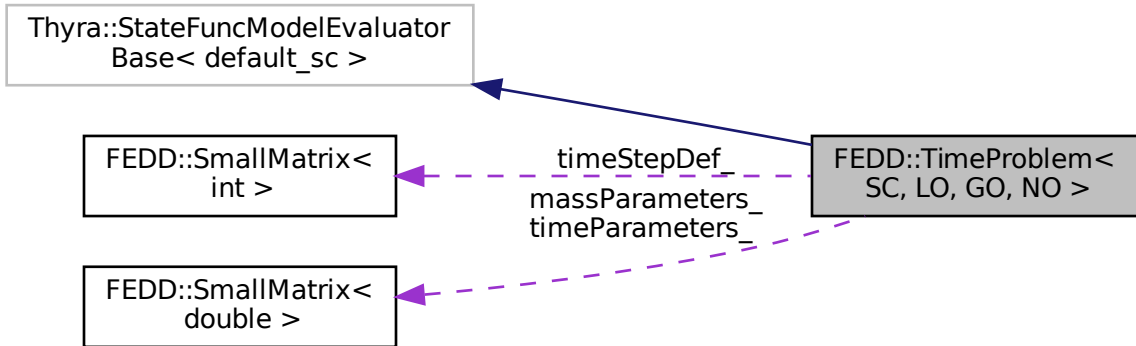 Thyra::StateFuncModelEvaluator
Base< default_sc >
FEDD::SmallMatrix<
int >
timeStepDef_
FEDD::TimeProblem<
SC, LO, GO, NO >
massParameters_
timeParameters_
FEDD::SmallMatrix<
double >